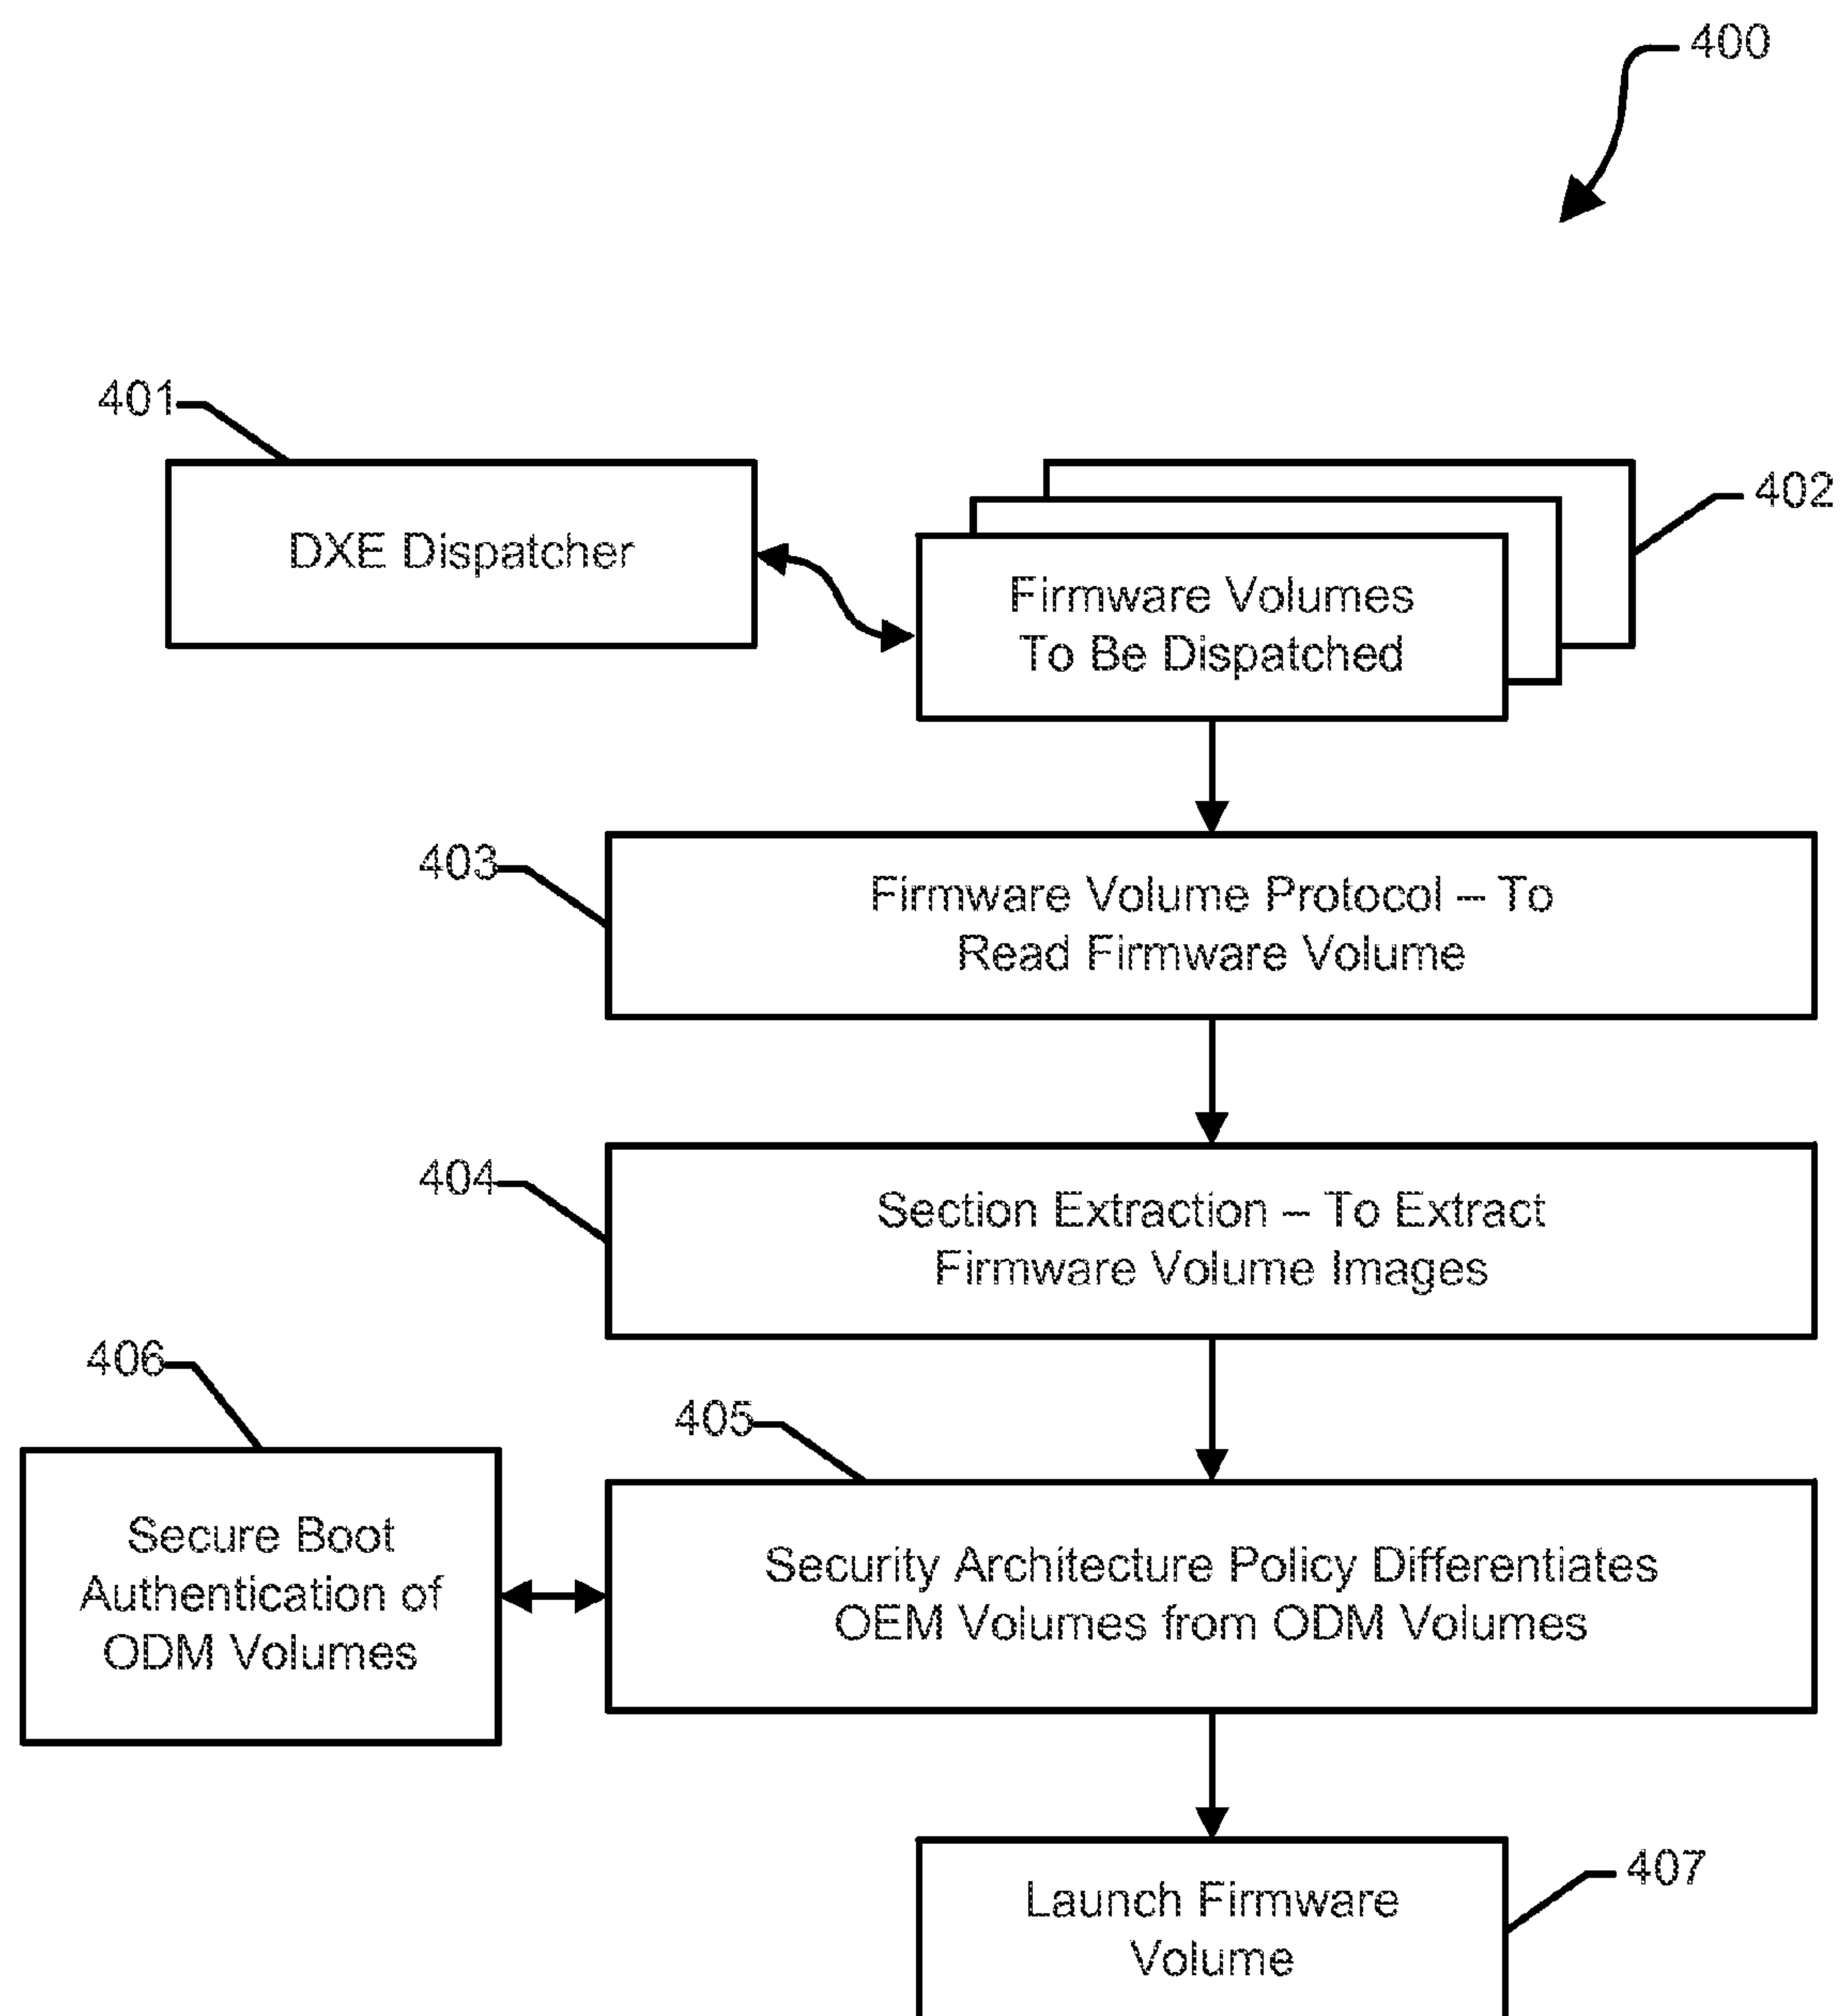 400
401
DXE Dispatcher
402
Firmware Volumes
To Be Dispatched
403
Firmware Volume Protocol – To
Read Firmware Volume
404
Section Extraction – To Extract
Firmware Volume Images
406
405
Secure Boot
Authentication of
ODM Volumes
Security Architecture Policy Differentiates
OEM Volumes from ODM Volumes
407
Launch Firmware
Volume